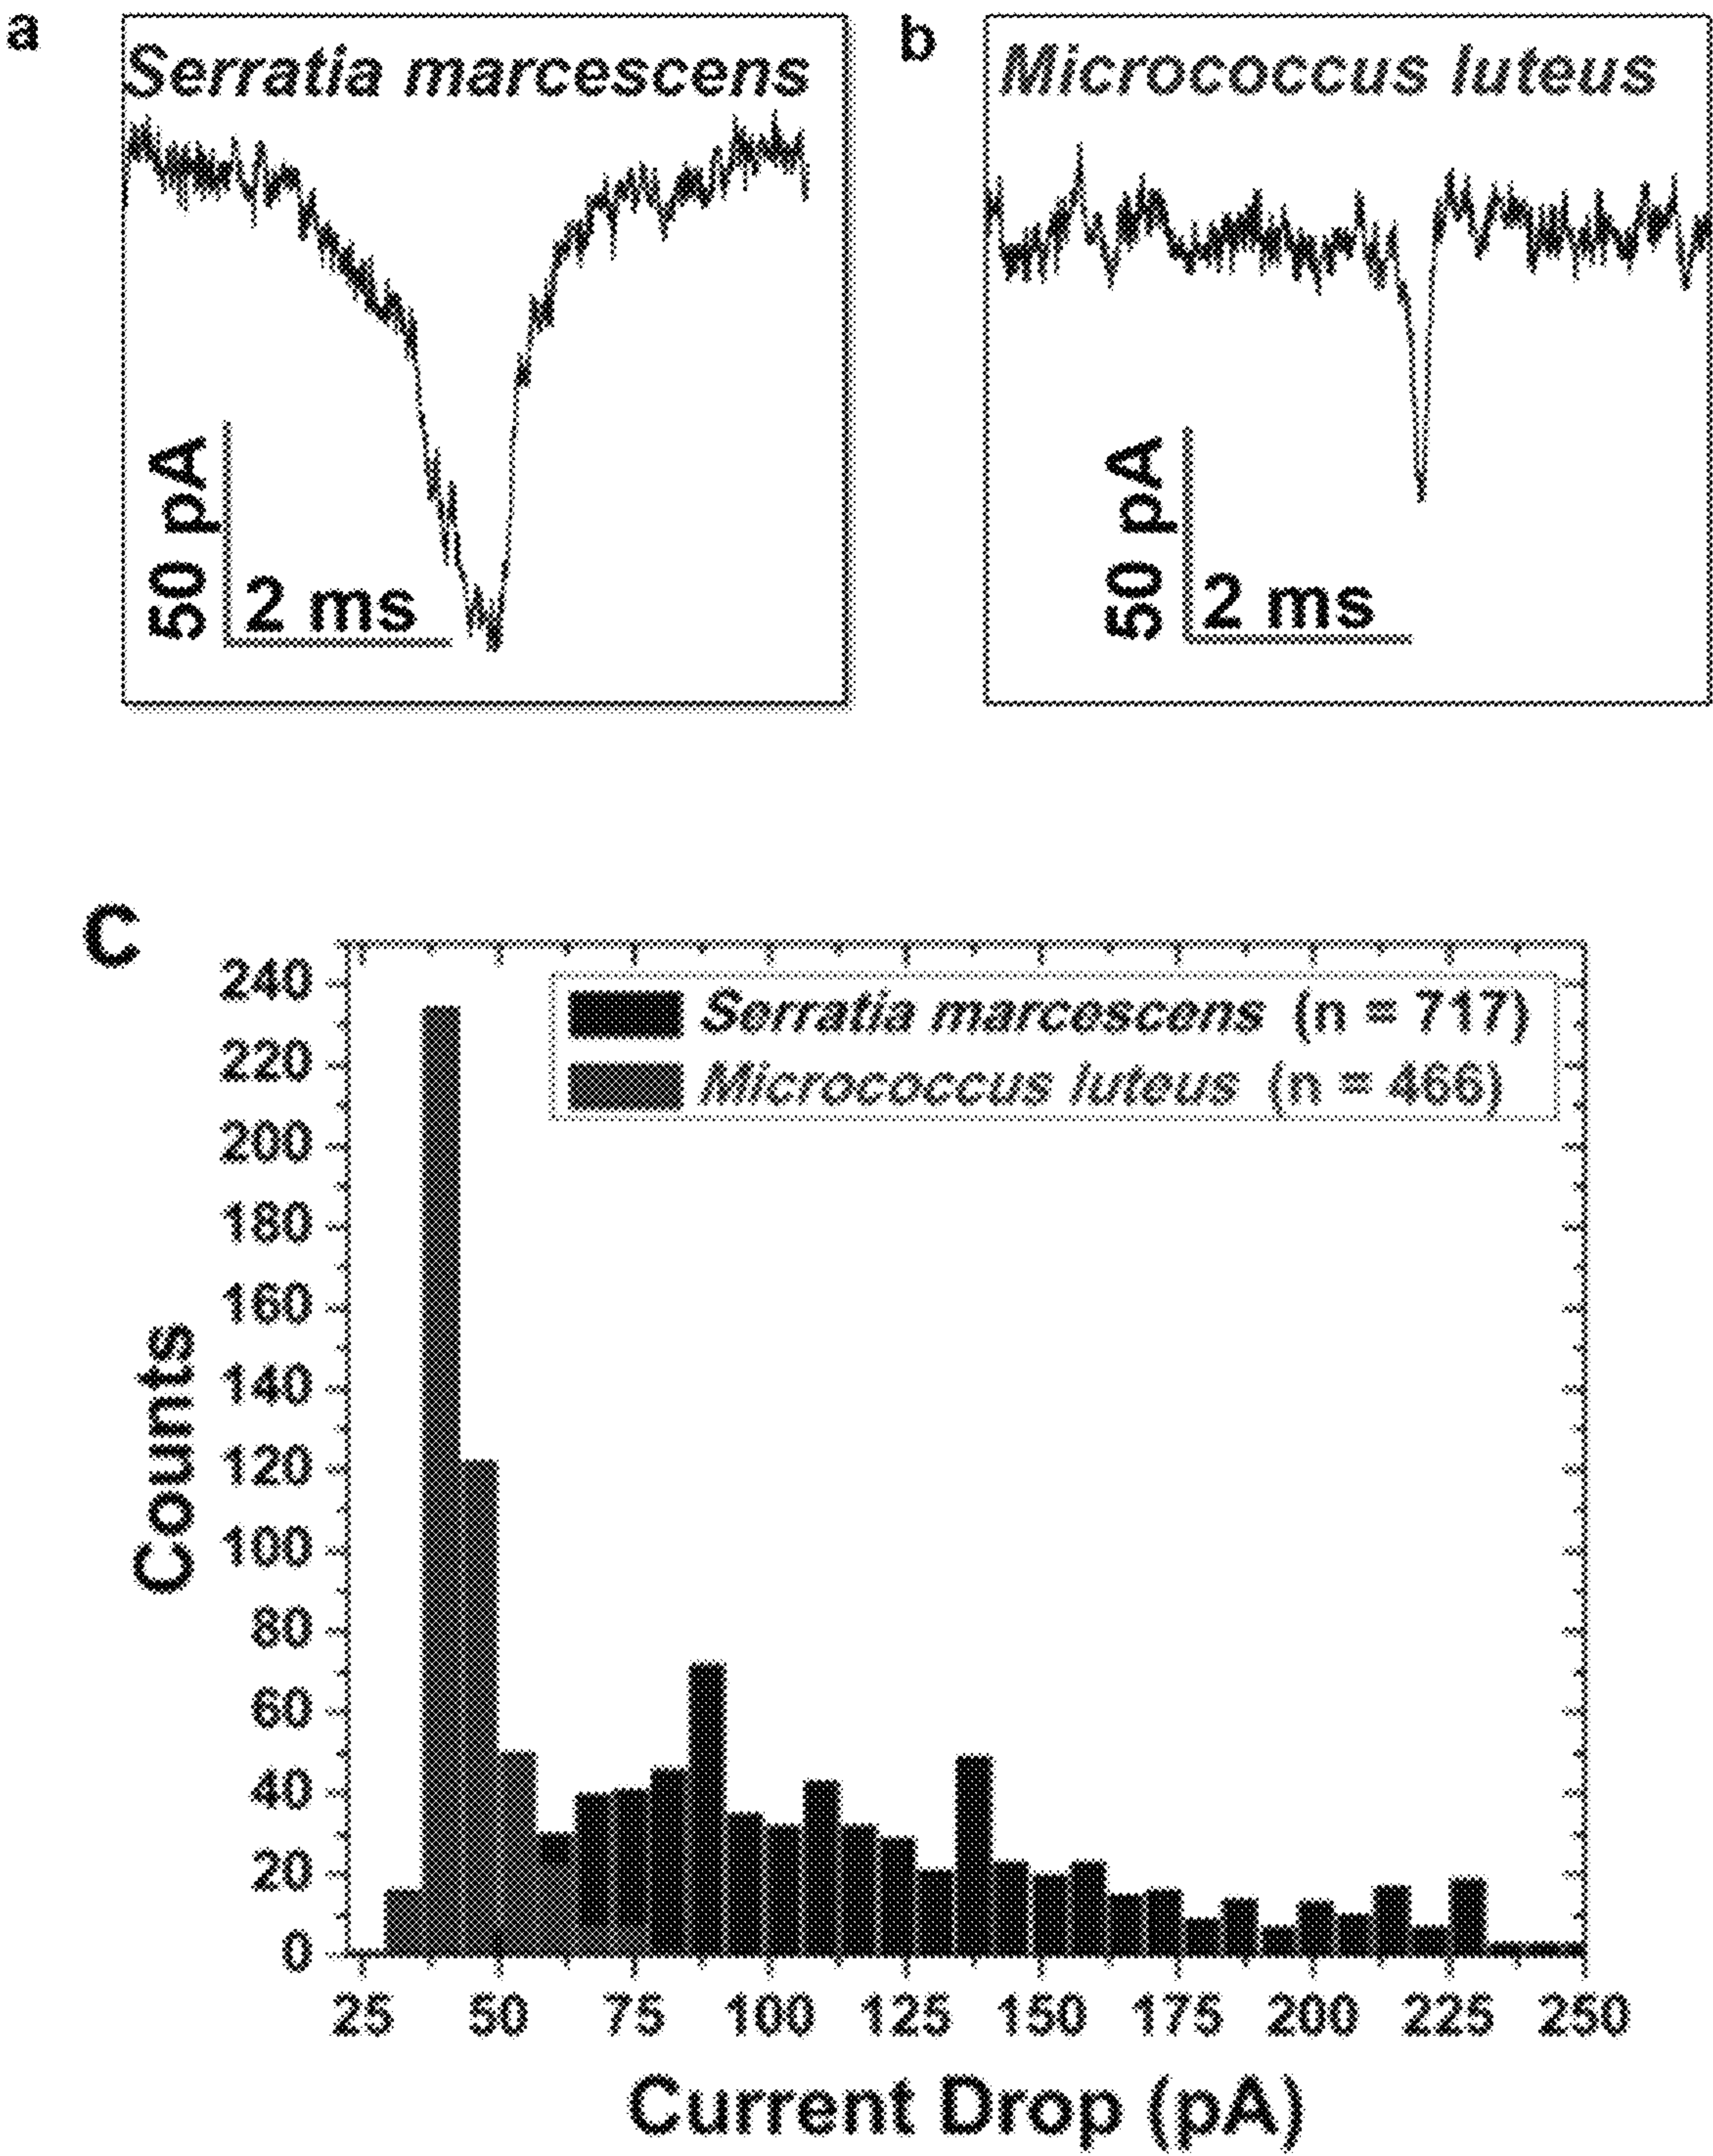 a
Serratia marcescens
50 pA
2 ms
b
Micrococcus luteus
50 pA
2 ms
C
Serratia marcescens (n = 717)
Micrococcus luteus (n = 466)
Counts
240
220
200
180
160
140
120
100
80
60
40
20
0
25 50 75 100 125 150 175 200 225 250
Current Drop (pA)